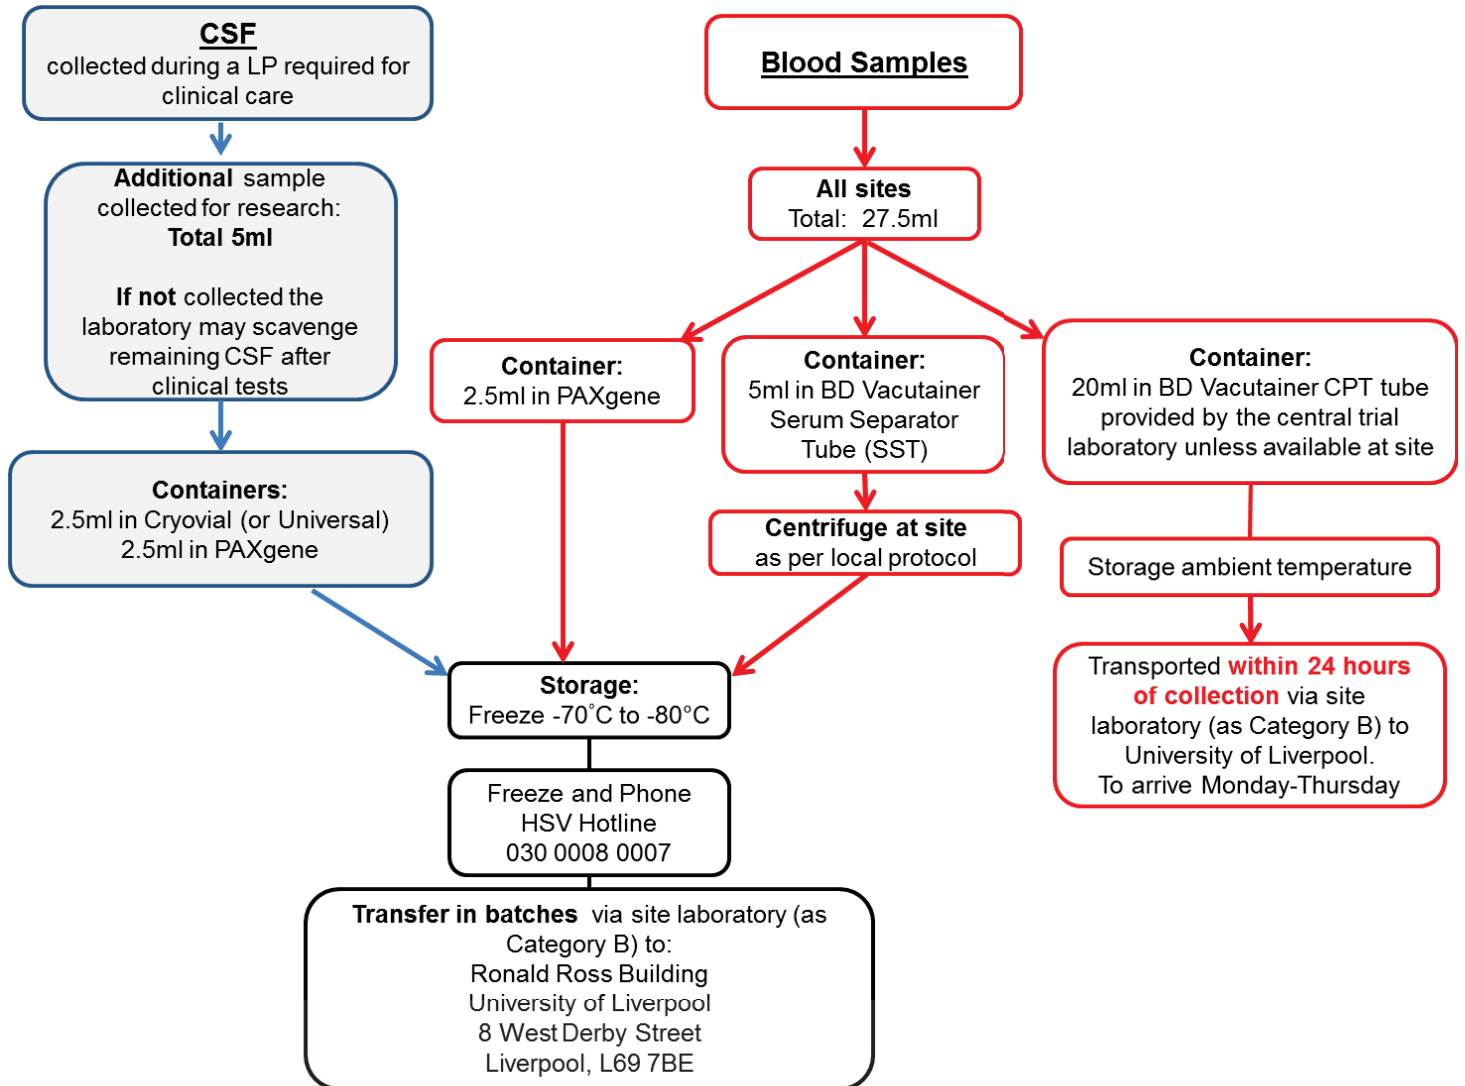 CSF
collected during a LP required for
clinical care
Additional sample
collected for research:
Total 5ml
If not collected the
laboratory may scavenge
remaining CSF after
clinical tests
Containers:
2.5ml in Cryovial (or Universal)
2.5ml in PAXgene
Blood Samples
All sites
Total: 27.5ml
Container:
2.5ml in PAXgene
Container:
5ml in BD Vacutainer
Serum Separator
Tube (SST)
Centrifuge at site
as per local protocol
Container:
20ml in BD Vacutainer CPT tube
provided by the central trial
laboratory unless available at site
Storage ambient temperature
Transported within 24 hours
of collection via site
laboratory (as Category B) to
University of Liverpool.
To arrive Monday-Thursday
Storage:
Freeze -70°C to -80°C
Freeze and Phone
HSV Hotline
030 0008 0007
Transfer in batches via site laboratory (as
Category B) to:
Ronald Ross Building
University of Liverpool
8 West Derby Street
Liverpool, L69 7BE